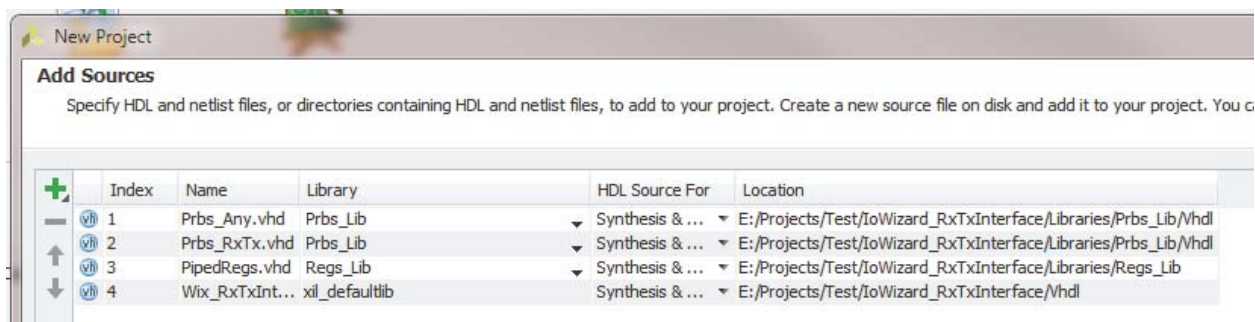 New Project
Add Sources
Specify HDL and netlist files, or directories containing HDL and netlist files, to add to your project. Create a new source file on disk and add it to your project. You
Index Name Library HDL Source For Location
vh 1 Prbs_Any.vhd Prbs_Lib Synthesis & ... E:/Projects/Test/IoWizard_RxTxInterface/Libraries/Prbs_Lib/Vhdl
vh 2 Prbs_RxTx.vhd Prbs_Lib Synthesis & ... E:/Projects/Test/IoWizard_RxTxInterface/Libraries/Prbs_Lib/Vhdl
vh 3 PipedRegs.vhd Regs_Lib Synthesis & ... E:/Projects/Test/IoWizard_RxTxInterface/Libraries/Regs_Lib
vh 4 Wix_RxTxInt... xil_defaultlib Synthesis & ... E:/Projects/Test/IoWizard_RxTxInterface/Vhdl